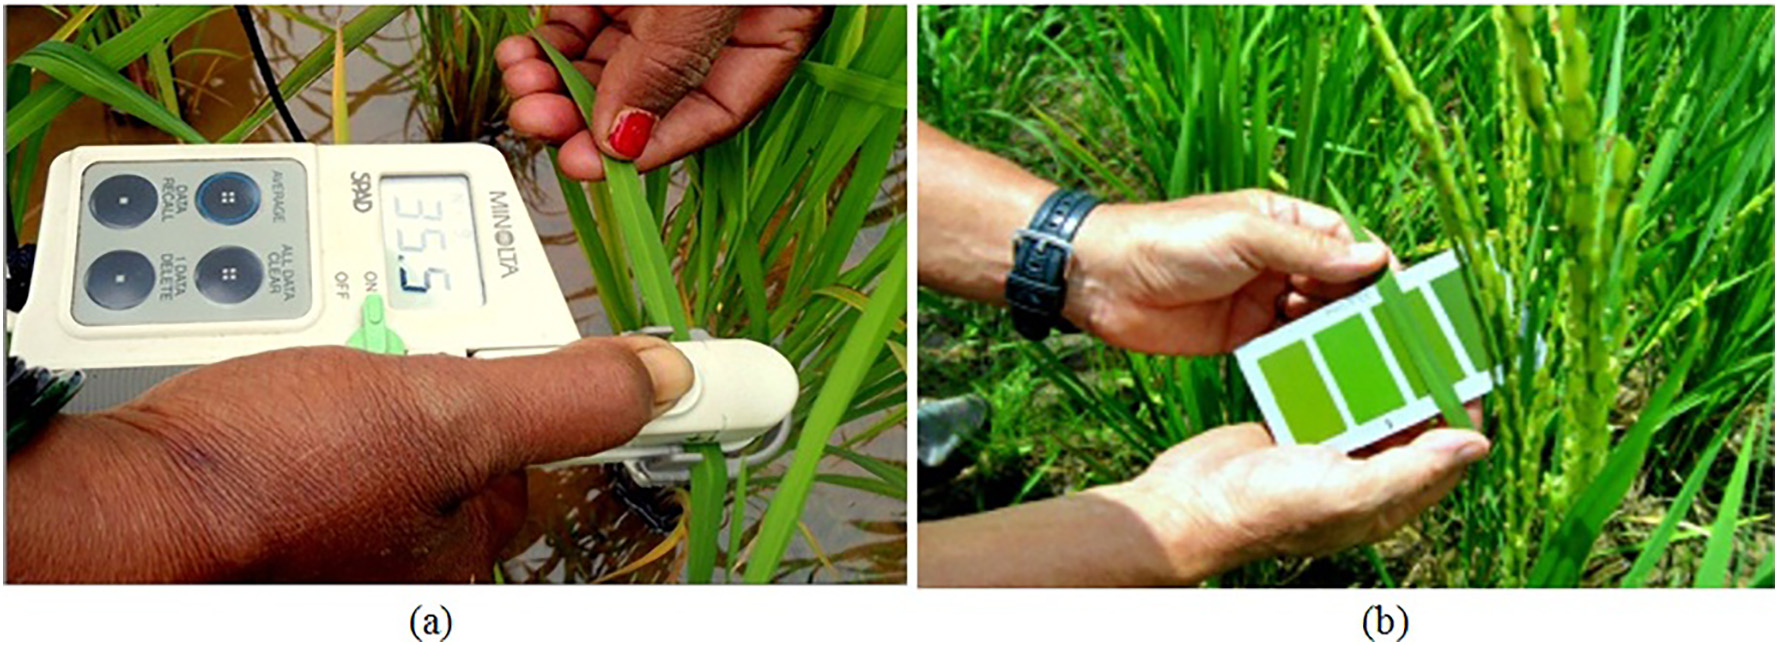 MINOLTA
35.5
SPAD
ON
OFF
AVERAGE
ALL DATA
CLEAR
DATA
RECALL
1 DATA
DELETE
(a)
(b)